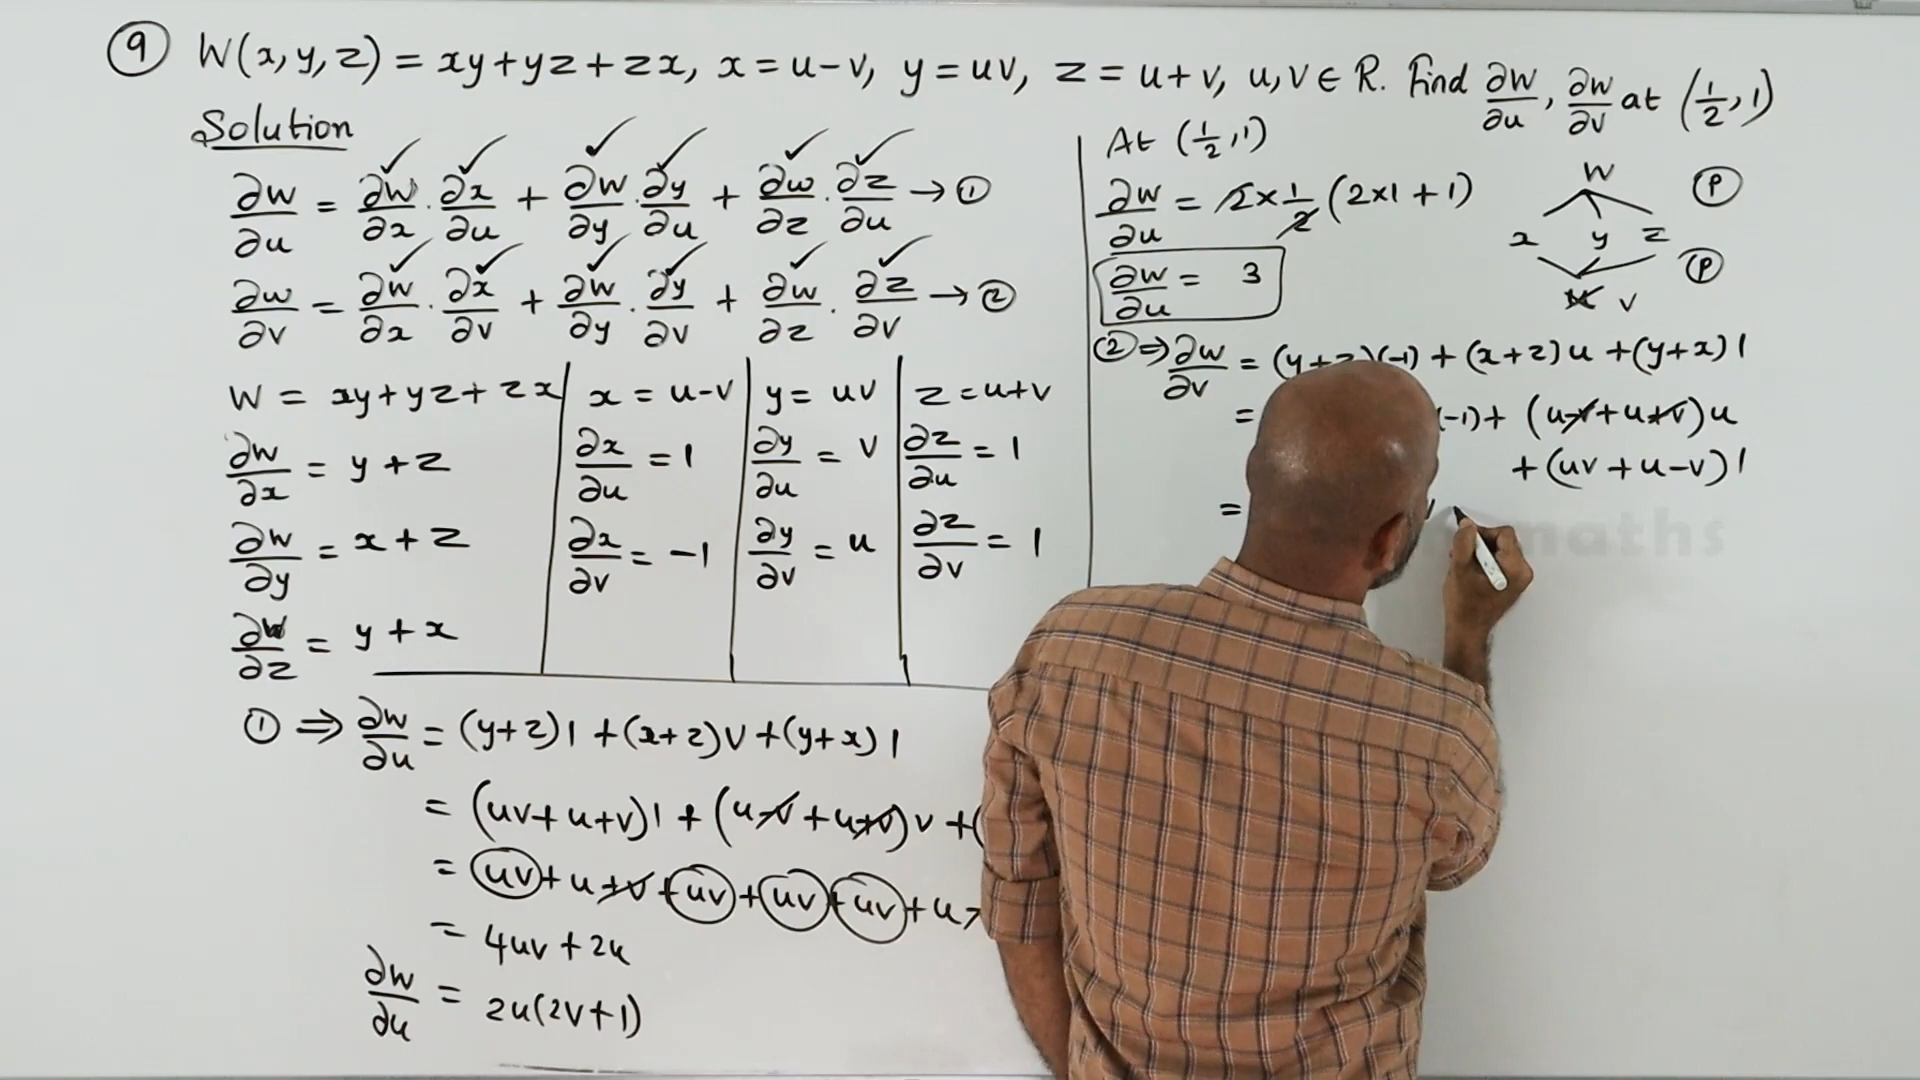 9 W(x,y,z) = xy+yz+zx, x=u-v, y=uv, z=u+v, u,v∈R. Find ∂W/∂u, ∂W/∂v at (1/2,1)
Solution
∂W/∂u = ∂W/∂x . ∂x/∂u + ∂W/∂y . ∂y/∂u + ∂w/∂z . ∂z/∂u → ①
∂w/∂v = ∂W/∂x . ∂x/∂v + ∂W/∂y . ∂y/∂v + ∂w/∂z . ∂z/∂v → ②
W = xy+yz+zx
∂W/∂x = y+z
∂W/∂y = x+z
∂W/∂z = y+x
x = u-v
∂x/∂u = 1
∂x/∂v = -1
y = uv
∂y/∂u = v
∂y/∂v = u
z = u+v
∂z/∂u = 1
∂z/∂v = 1
① ⇒ ∂w/∂u = (y+z)1 + (x+z)v + (y+x)1
= (uv+u+v)1 + (u-v+u+v)v + (
= uv+u+v+uv+uv+uv+u
= 4uv+2u
∂w/∂u = 2u(2v+1)
At (1/2,1)
∂w/∂u = 2×1/2 (2×1+1)
∂w/∂u = 3
W P
x y z
P
u v
② ⇒ ∂w/∂v = (y+z)(-1) + (x+z)u + (y+x)1
= (-1)+ (u-v+u+v)u
+(uv+u-v)1
=
maths